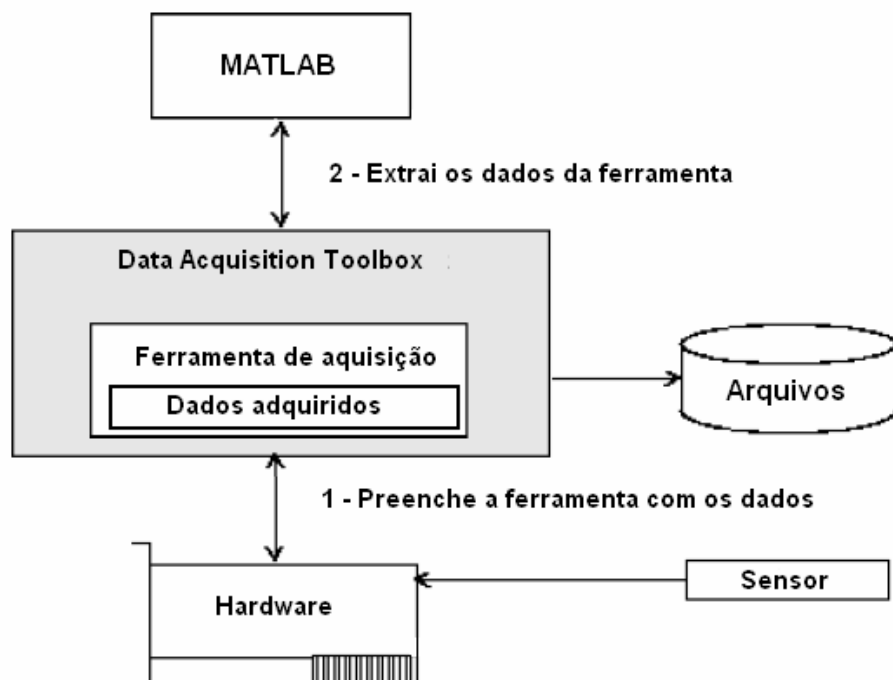 MATLAB
2 - Extrai os dados da ferramenta
Data Acquisition Toolbox
Ferramenta de aquisição
Dados adquiridos
Arquivos
1 - Preenche a ferramenta com os dados
Hardware
Sensor